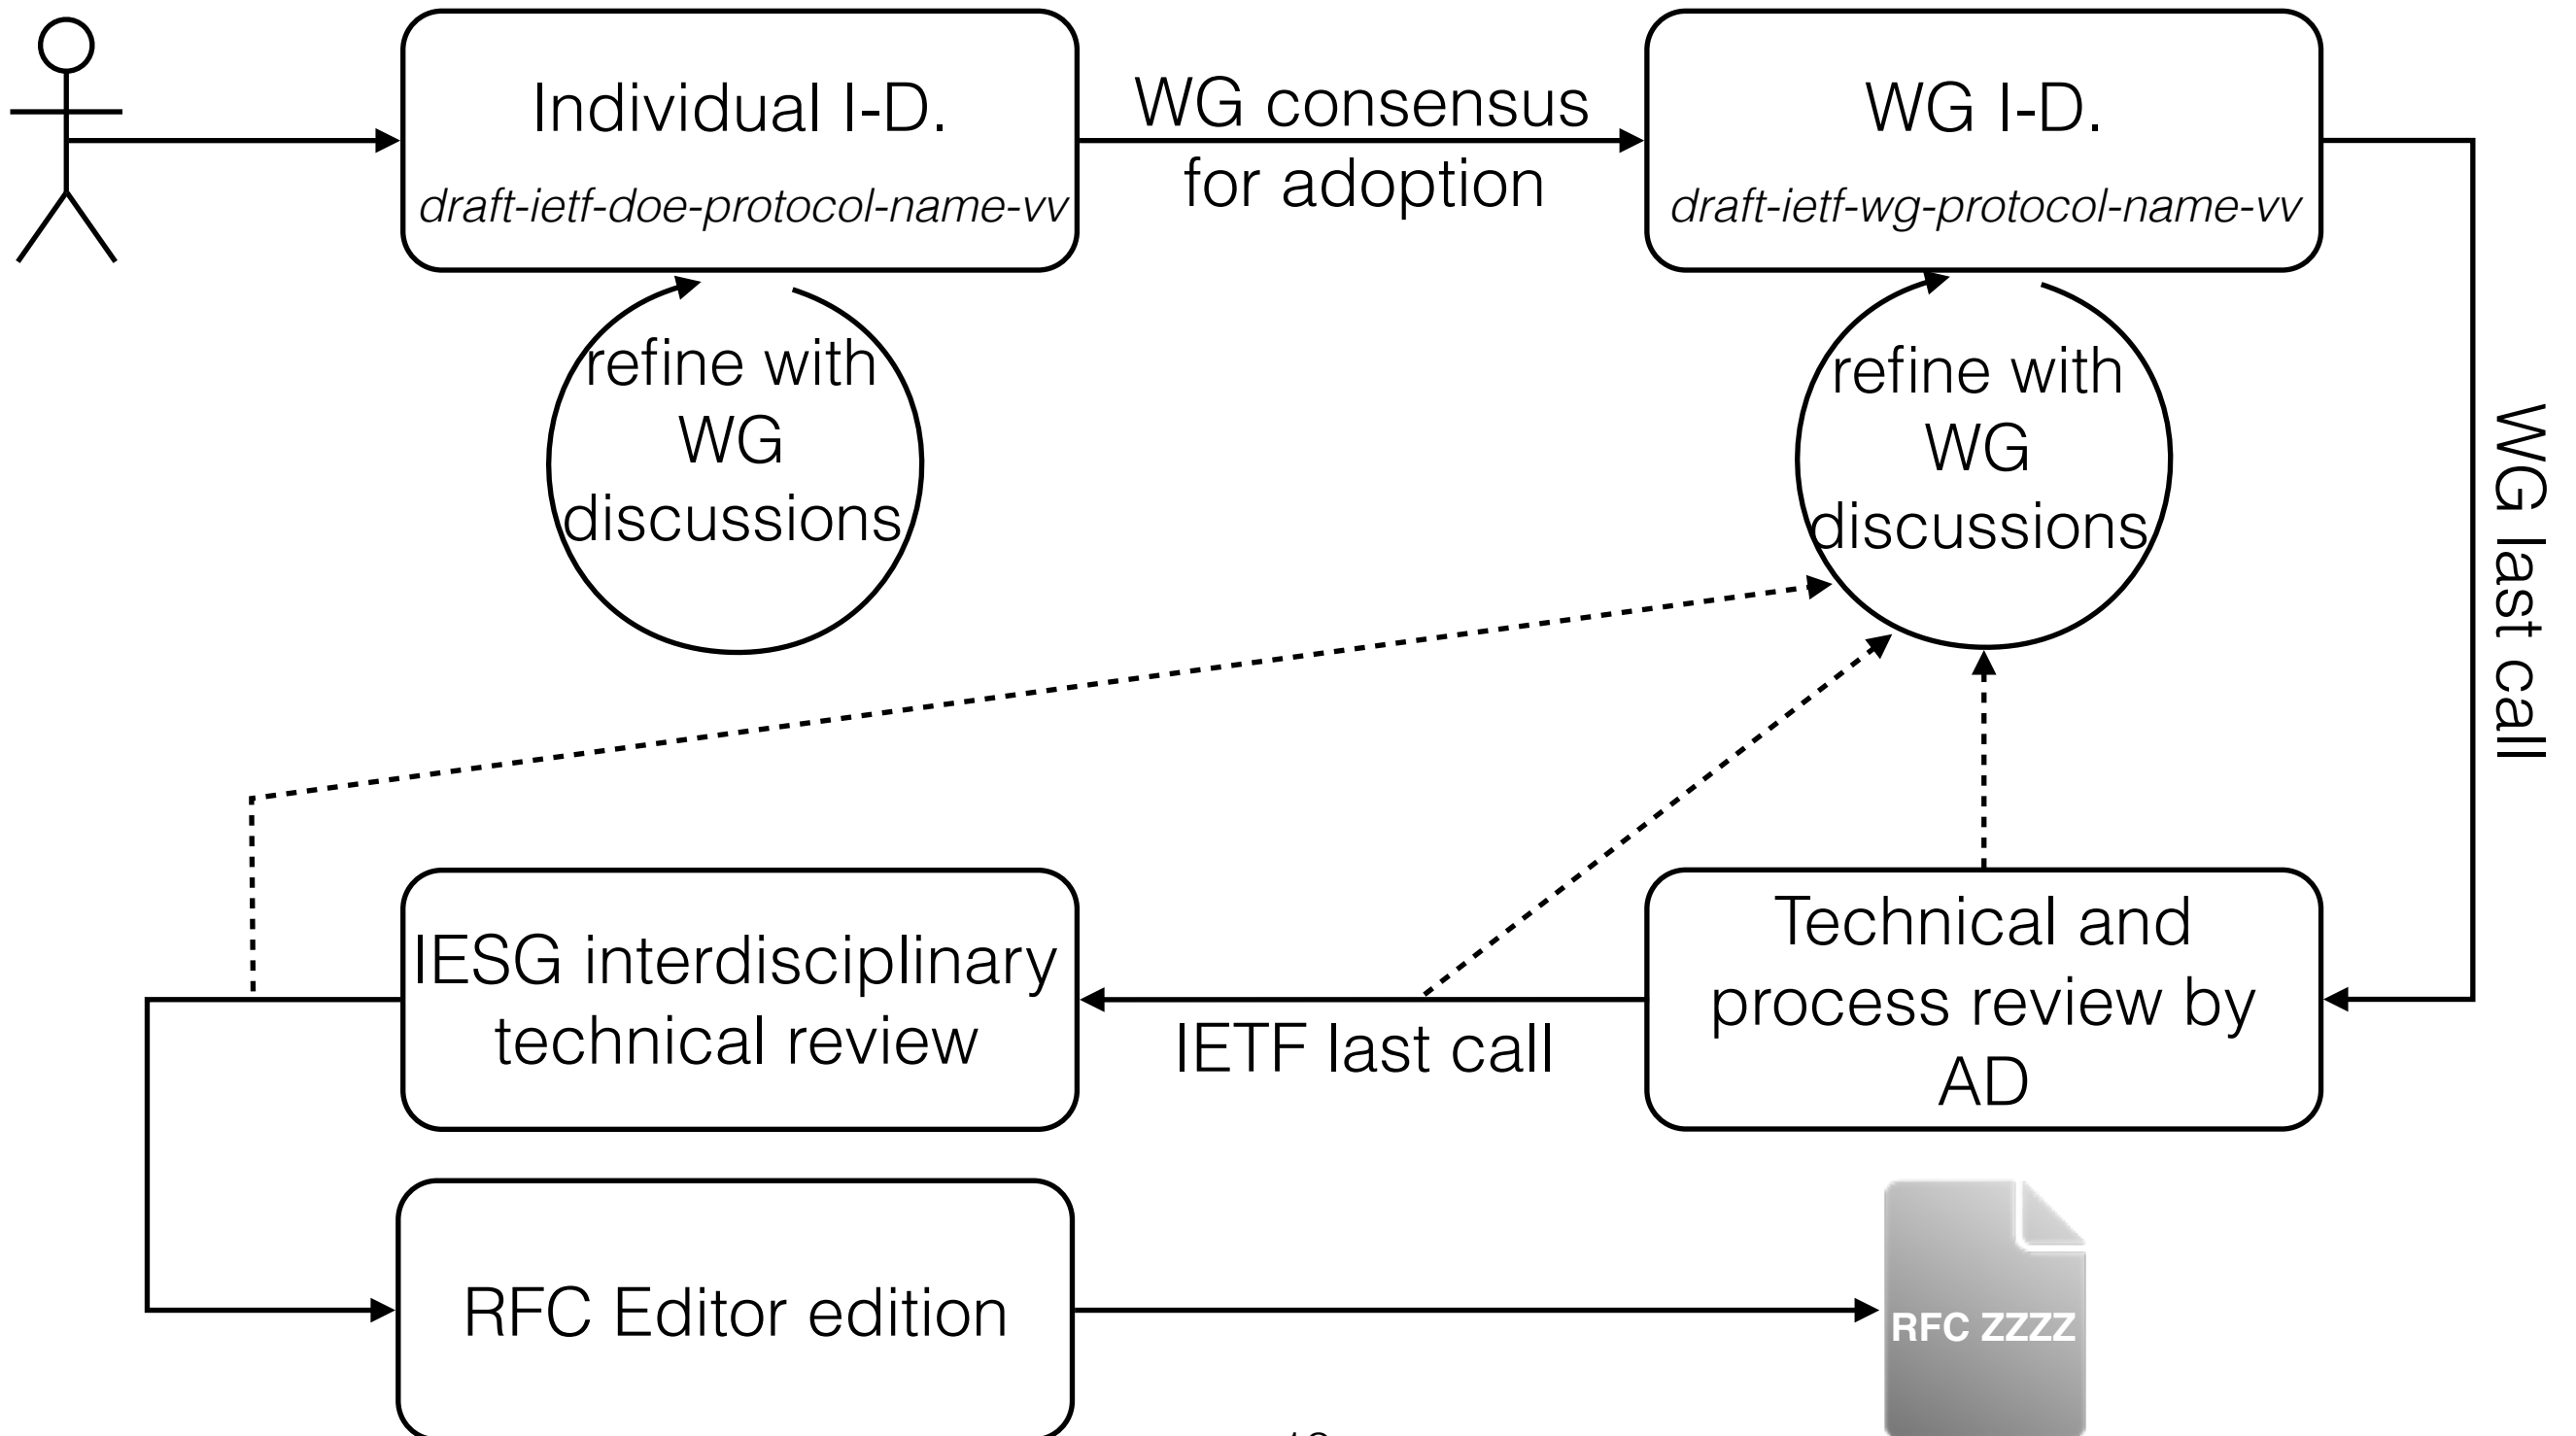 Individual I-D.
draft-ietf-doe-protocol-name-vv
WG consensus
for adoption
WG I-D.
draft-ietf-wg-protocol-name-vv
refine with
WG
discussions
refine with
WG
discussions
WG last call
Technical and
process review by
AD
IETF last call
IESG interdisciplinary
technical review
RFC Editor edition
RFC ZZZZ